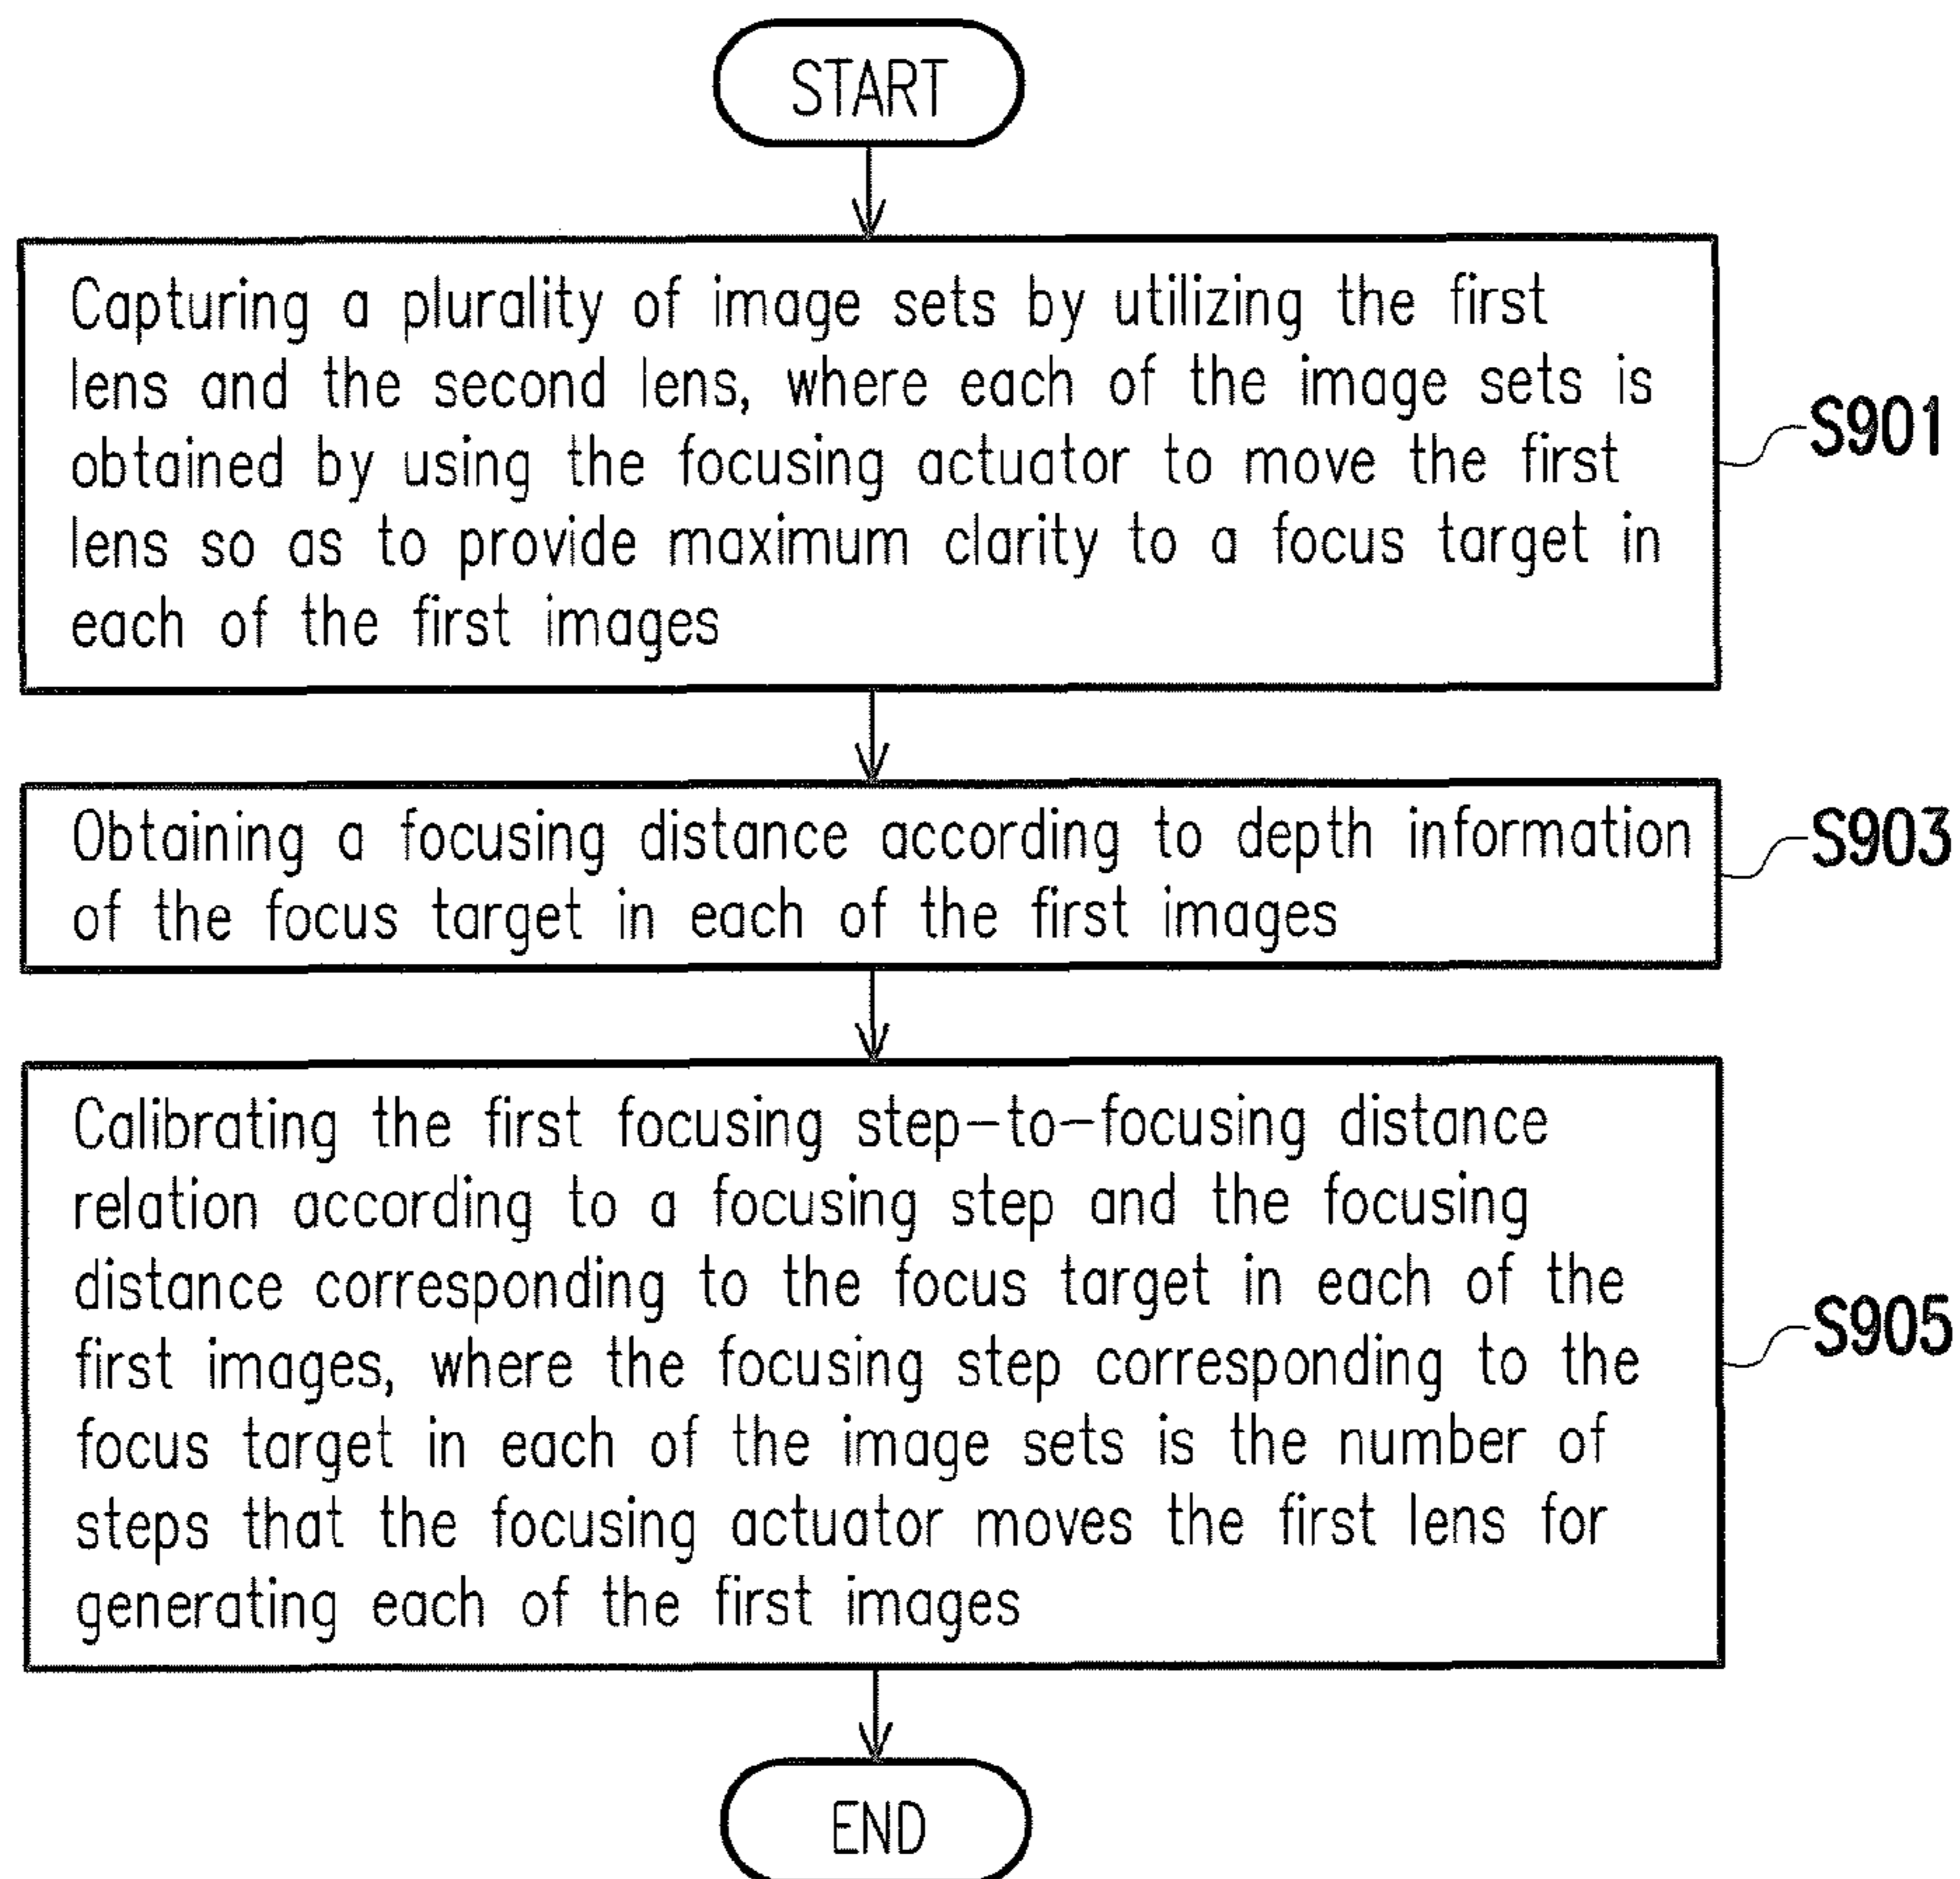 START
Capturing a plurality of image sets by utilizing the first
lens and the second lens, where each of the image sets is
obtained by using the focusing actuator to move the first
lens so as to provide maximum clarity to a focus target in
each of the first images
S901
Obtaining a focusing distance according to depth information
of the focus target in each of the first images
S903
Calibrating the first focusing step-to-focusing distance
relation according to a focusing step and the focusing
distance corresponding to the focus target in each of the
first images, where the focusing step corresponding to the
focus target in each of the image sets is the number of
steps that the focusing actuator moves the first lens for
generating each of the first images
S905
END